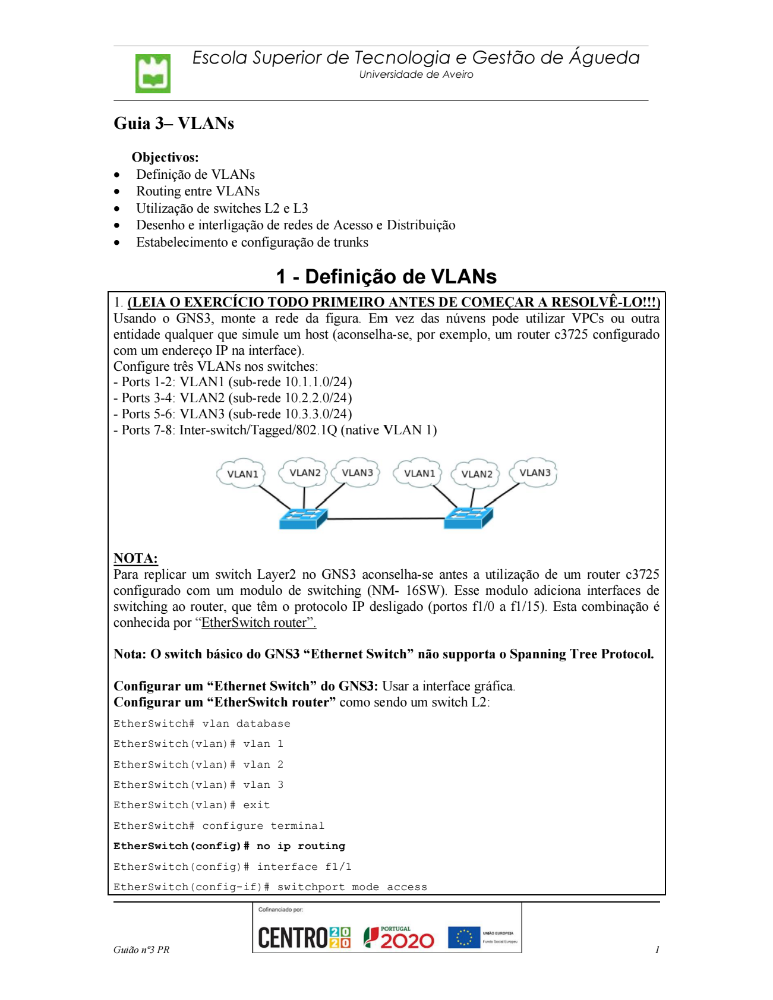 Escola Superior de Tecnologia e Gestão de Águeda
Universidade de Aveiro
Guia 3– VLANs
Objectivos:
• Definição de VLANs
• Routing entre VLANs
• Utilização de switches L2 e L3
• Desenho e interligação de redes de Acesso e Distribuição
• Estabelecimento e configuração de trunks
1 - Definição de VLANs
1. (LEIA O EXERCÍCIO TODO PRIMEIRO ANTES DE COMEÇAR A RESOLVÊ-LO!!!)
Usando o GNS3, monte a rede da figura. Em vez das núvens pode utilizar VPCs ou outra
entidade qualquer que simule um host (aconselha-se, por exemplo, um router c3725 configurado
com um endereço IP na interface).
Configure três VLANs nos switches:
- Ports 1-2: VLAN1 (sub-rede 10.1.1.0/24)
- Ports 3-4: VLAN2 (sub-rede 10.2.2.0/24)
- Ports 5-6: VLAN3 (sub-rede 10.3.3.0/24)
- Ports 7-8: Inter-switch/Tagged/802.1Q (native VLAN 1)
VLAN1 VLAN2 VLAN3 VLAN1 VLAN2 VLAN3
NOTA:
Para replicar um switch Layer2 no GNS3 aconselha-se antes a utilização de um router c3725
configurado com um modulo de switching (NM- 16SW). Esse modulo adiciona interfaces de
switching ao router, que têm o protocolo IP desligado (portos f1/0 a f1/15). Esta combinação é
conhecida por “EtherSwitch router”.
Nota: O switch básico do GNS3 “Ethernet Switch” não supporta o Spanning Tree Protocol.
Configurar um “Ethernet Switch” do GNS3: Usar a interface gráfica.
Configurar um “EtherSwitch router” como sendo um switch L2:
EtherSwitch# vlan database
EtherSwitch(vlan)# vlan 1
EtherSwitch(vlan)# vlan 2
EtherSwitch(vlan)# vlan 3
EtherSwitch(vlan)# exit
EtherSwitch# configure terminal
EtherSwitch(config)# no ip routing
EtherSwitch(config)# interface f1/1
EtherSwitch(config-if)# switchport mode access
Cofinanciado por:
CENTRO 2020
PORTUGAL 2020
UNIÃO EUROPEIA
Fundo Social Europeu
Guião nº3 PR 1